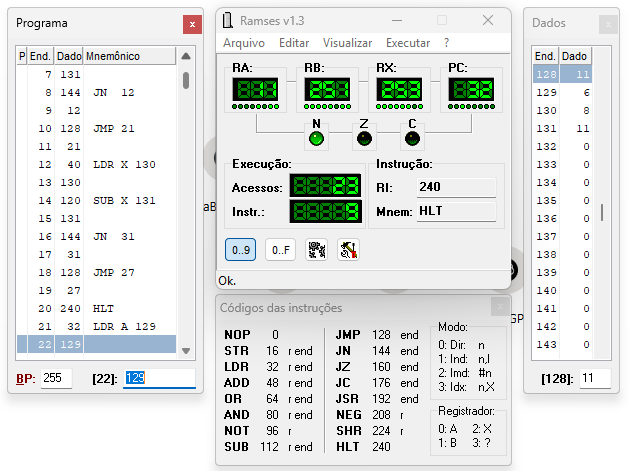 Programa
P End. Dado Mnemônico
7 131
8 144 JN 12
9 12
10 128 JMP 21
11 21
12 40 LDR X 130
13 130
14 120 SUB X 131
15 131
16 144 JN 31
17 31
18 128 JMP 27
19 27
20 240 HLT
21 32 LDR A 129
22 129
BP: 255 [22]: 129
Ramses v1.3
Arquivo Editar Visualizar Executar ?
RA: RB: RX: PC:
11 251 253 32
N Z C
Execução:
Acessos: 23
Instr.: 9
Instrução:
RI: 240
Mnem: HLT
0..9 0..F
Ok.
Códigos das instruções
NOP 0
STR 16 r end
LDR 32 r end
ADD 48 r end
OR 64 r end
AND 80 r end
NOT 96 r
SUB 112 r end
JMP 128 end
JN 144 end
JZ 160 end
JC 176 end
JSR 192 end
NEG 208 r
SHR 224 r
HLT 240
Modo:
0: Dir: n
1: Ind: n,I
2: Imd: #n
3: Idx: n,X
Registrador:
0: A 2: X
1: B 3: ?
aB
GP
Dados
End. Dado
128 11
129 6
130 8
131 11
132 0
133 0
134 0
135 0
136 0
137 0
138 0
139 0
140 0
141 0
142 0
143 0
[128]: 11